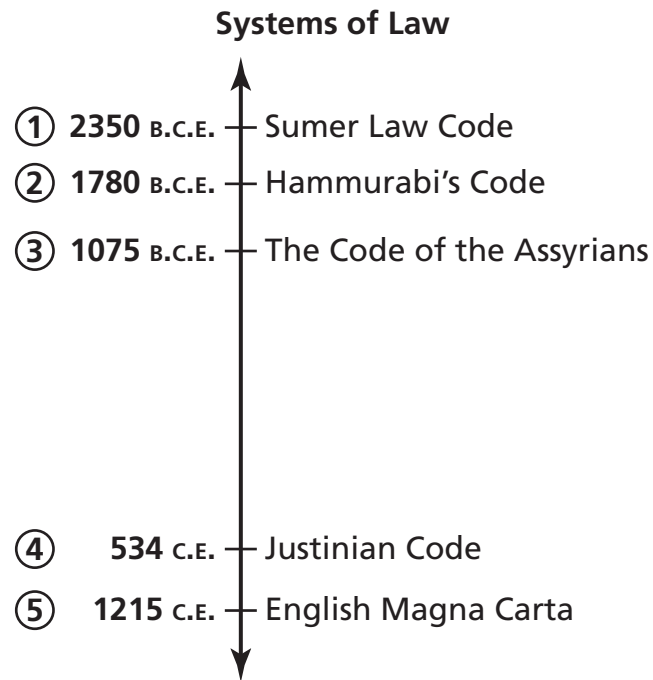 Systems of Law
① 2350 B.C.E. Sumer Law Code
② 1780 B.C.E. Hammurabi’s Code
③ 1075 B.C.E. The Code of the Assyrians
④ 534 C.E. Justinian Code
⑤ 1215 C.E. English Magna Carta